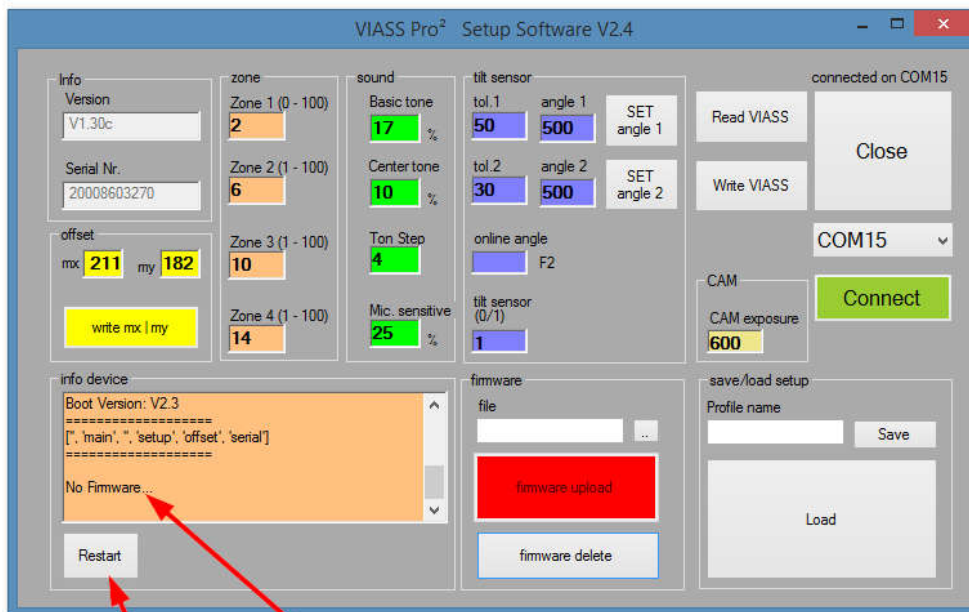 VIASS Pro² Setup Software V2.4
Info
Version
V1.30c
Serial Nr.
20008603270
offset
mx 211 my 182
write mx | my
zone
Zone 1 (0 - 100)
2
Zone 2 (1 - 100)
6
Zone 3 (1 - 100)
10
Zone 4 (1 - 100)
14
sound
Basic tone
17 %
Center tone
10 %
Ton Step
4
Mic. sensitive
25 %
tilt sensor
tol.1 angle 1
50 500
SET
angle 1
tol.2 angle 2
30 500
SET
angle 2
online angle
F2
tilt sensor
(0/1)
1
Read VIASS
Write VIASS
connected on COM15
Close
COM15
Connect
CAM
CAM exposure
600
info device
Boot Version: V2.3
===================
['', 'main', '', 'setup', 'offset', 'serial']
===================
No Firmware...
Restart
firmware
file
..
firmware upload
firmware delete
save/load setup
Profile name
Save
Load